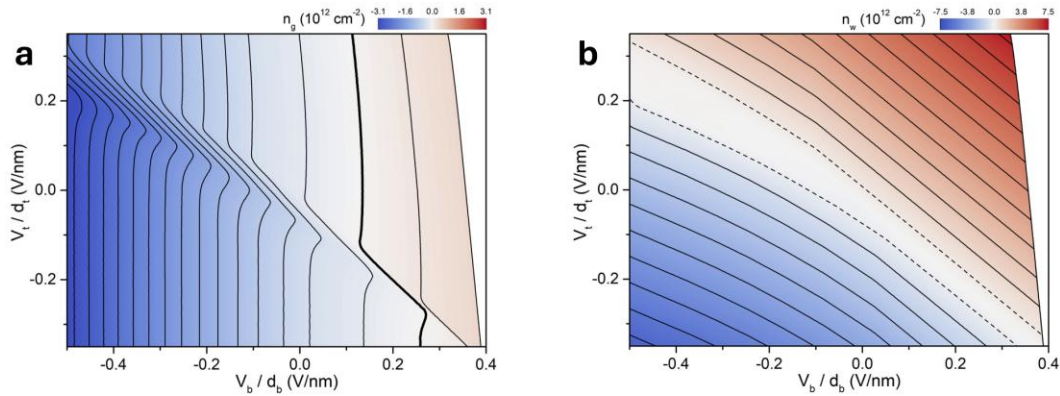 a
n_g (10^12 cm^-2)
-3.1 -1.6 0.0 1.6 3.1
0.2
0.0
-0.2
V_t / d_t (V/nm)
-0.4 -0.2 0.0 0.2 0.4
V_b / d_b (V/nm)
b
n_w (10^12 cm^-2)
-7.5 -3.8 0.0 3.8 7.5
0.2
0.0
-0.2
V_t / d_t (V/nm)
-0.4 -0.2 0.0 0.2 0.4
V_b / d_b (V/nm)